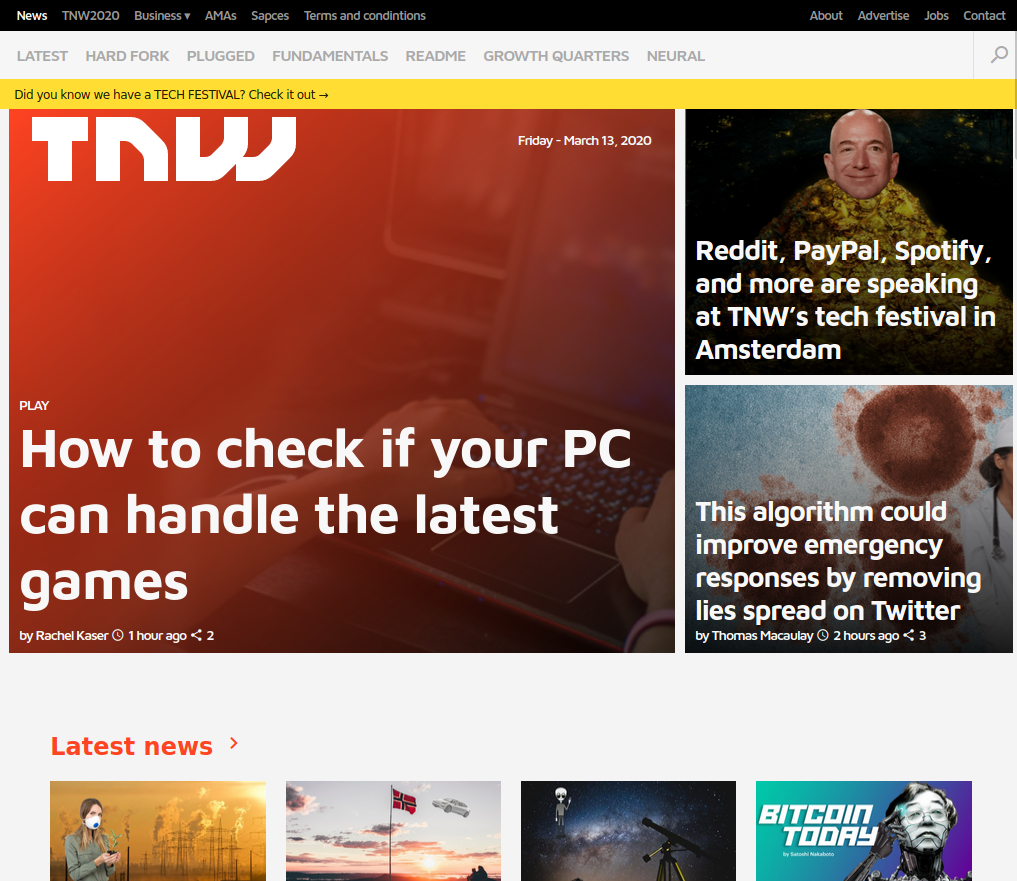 News TNW2020 Business ▾ AMAs Sapces Terms and condintions About Advertise Jobs Contact
LATEST HARD FORK PLUGGED FUNDAMENTALS README GROWTH QUARTERS NEURAL
Did you know we have a TECH FESTIVAL? Check it out →
TNW
Friday - March 13, 2020
PLAY
How to check if your PC
can handle the latest
games
by Rachel Kaser 1 hour ago 2
Reddit, PayPal, Spotify,
and more are speaking
at TNW’s tech festival in
Amsterdam
This algorithm could
improve emergency
responses by removing
lies spread on Twitter
by Thomas Macaulay 2 hours ago 3
Latest news
BITCOIN
TODAY
by Satoshi Nakaboto